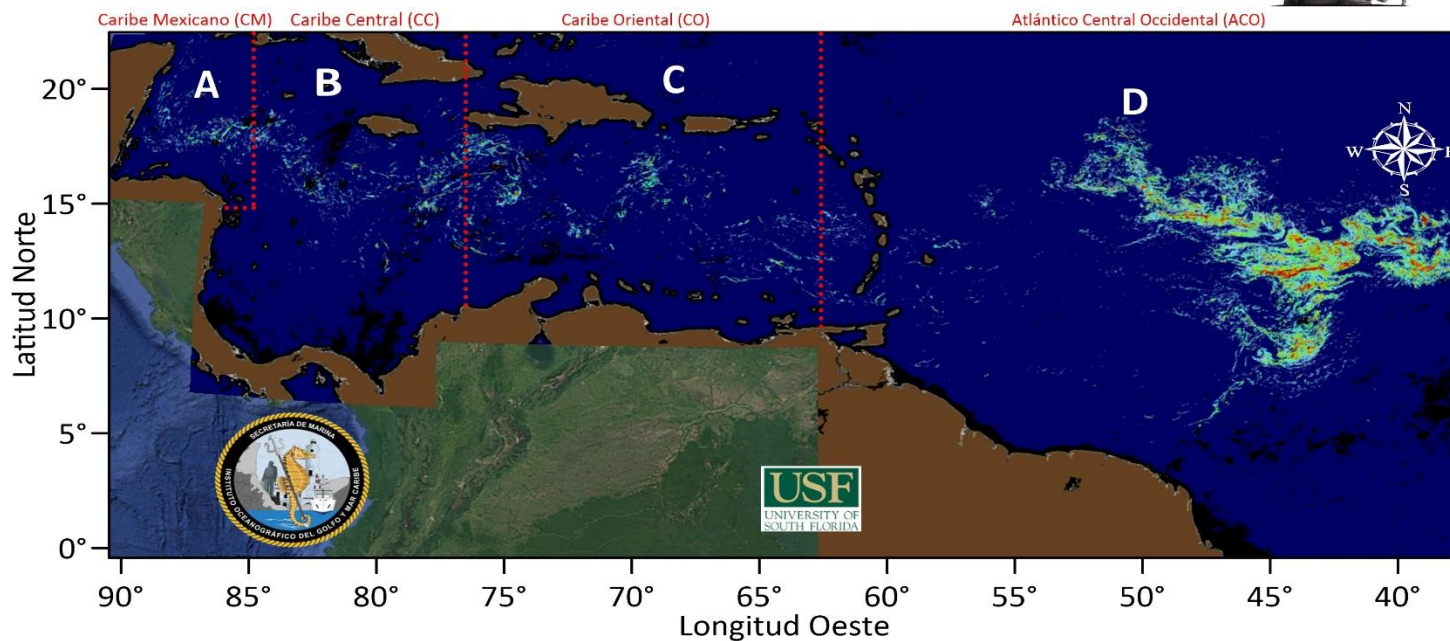 Caribe Mexicano (CM) Caribe Central (CC) Caribe Oriental (CO) Atlántico Central Occidental (ACO)
A B C D
N
W E
S
20°
15°
10°
5°
0°
Latitud Norte
SECRETARÍA DE MARINA
INSTITUTO OCEANOGRÁFICO DEL GOLFO Y MAR CARIBE
USF
UNIVERSITY OF
SOUTH FLORIDA
90° 85° 80° 75° 70° 65° 60° 55° 50° 45° 40°
Longitud Oeste